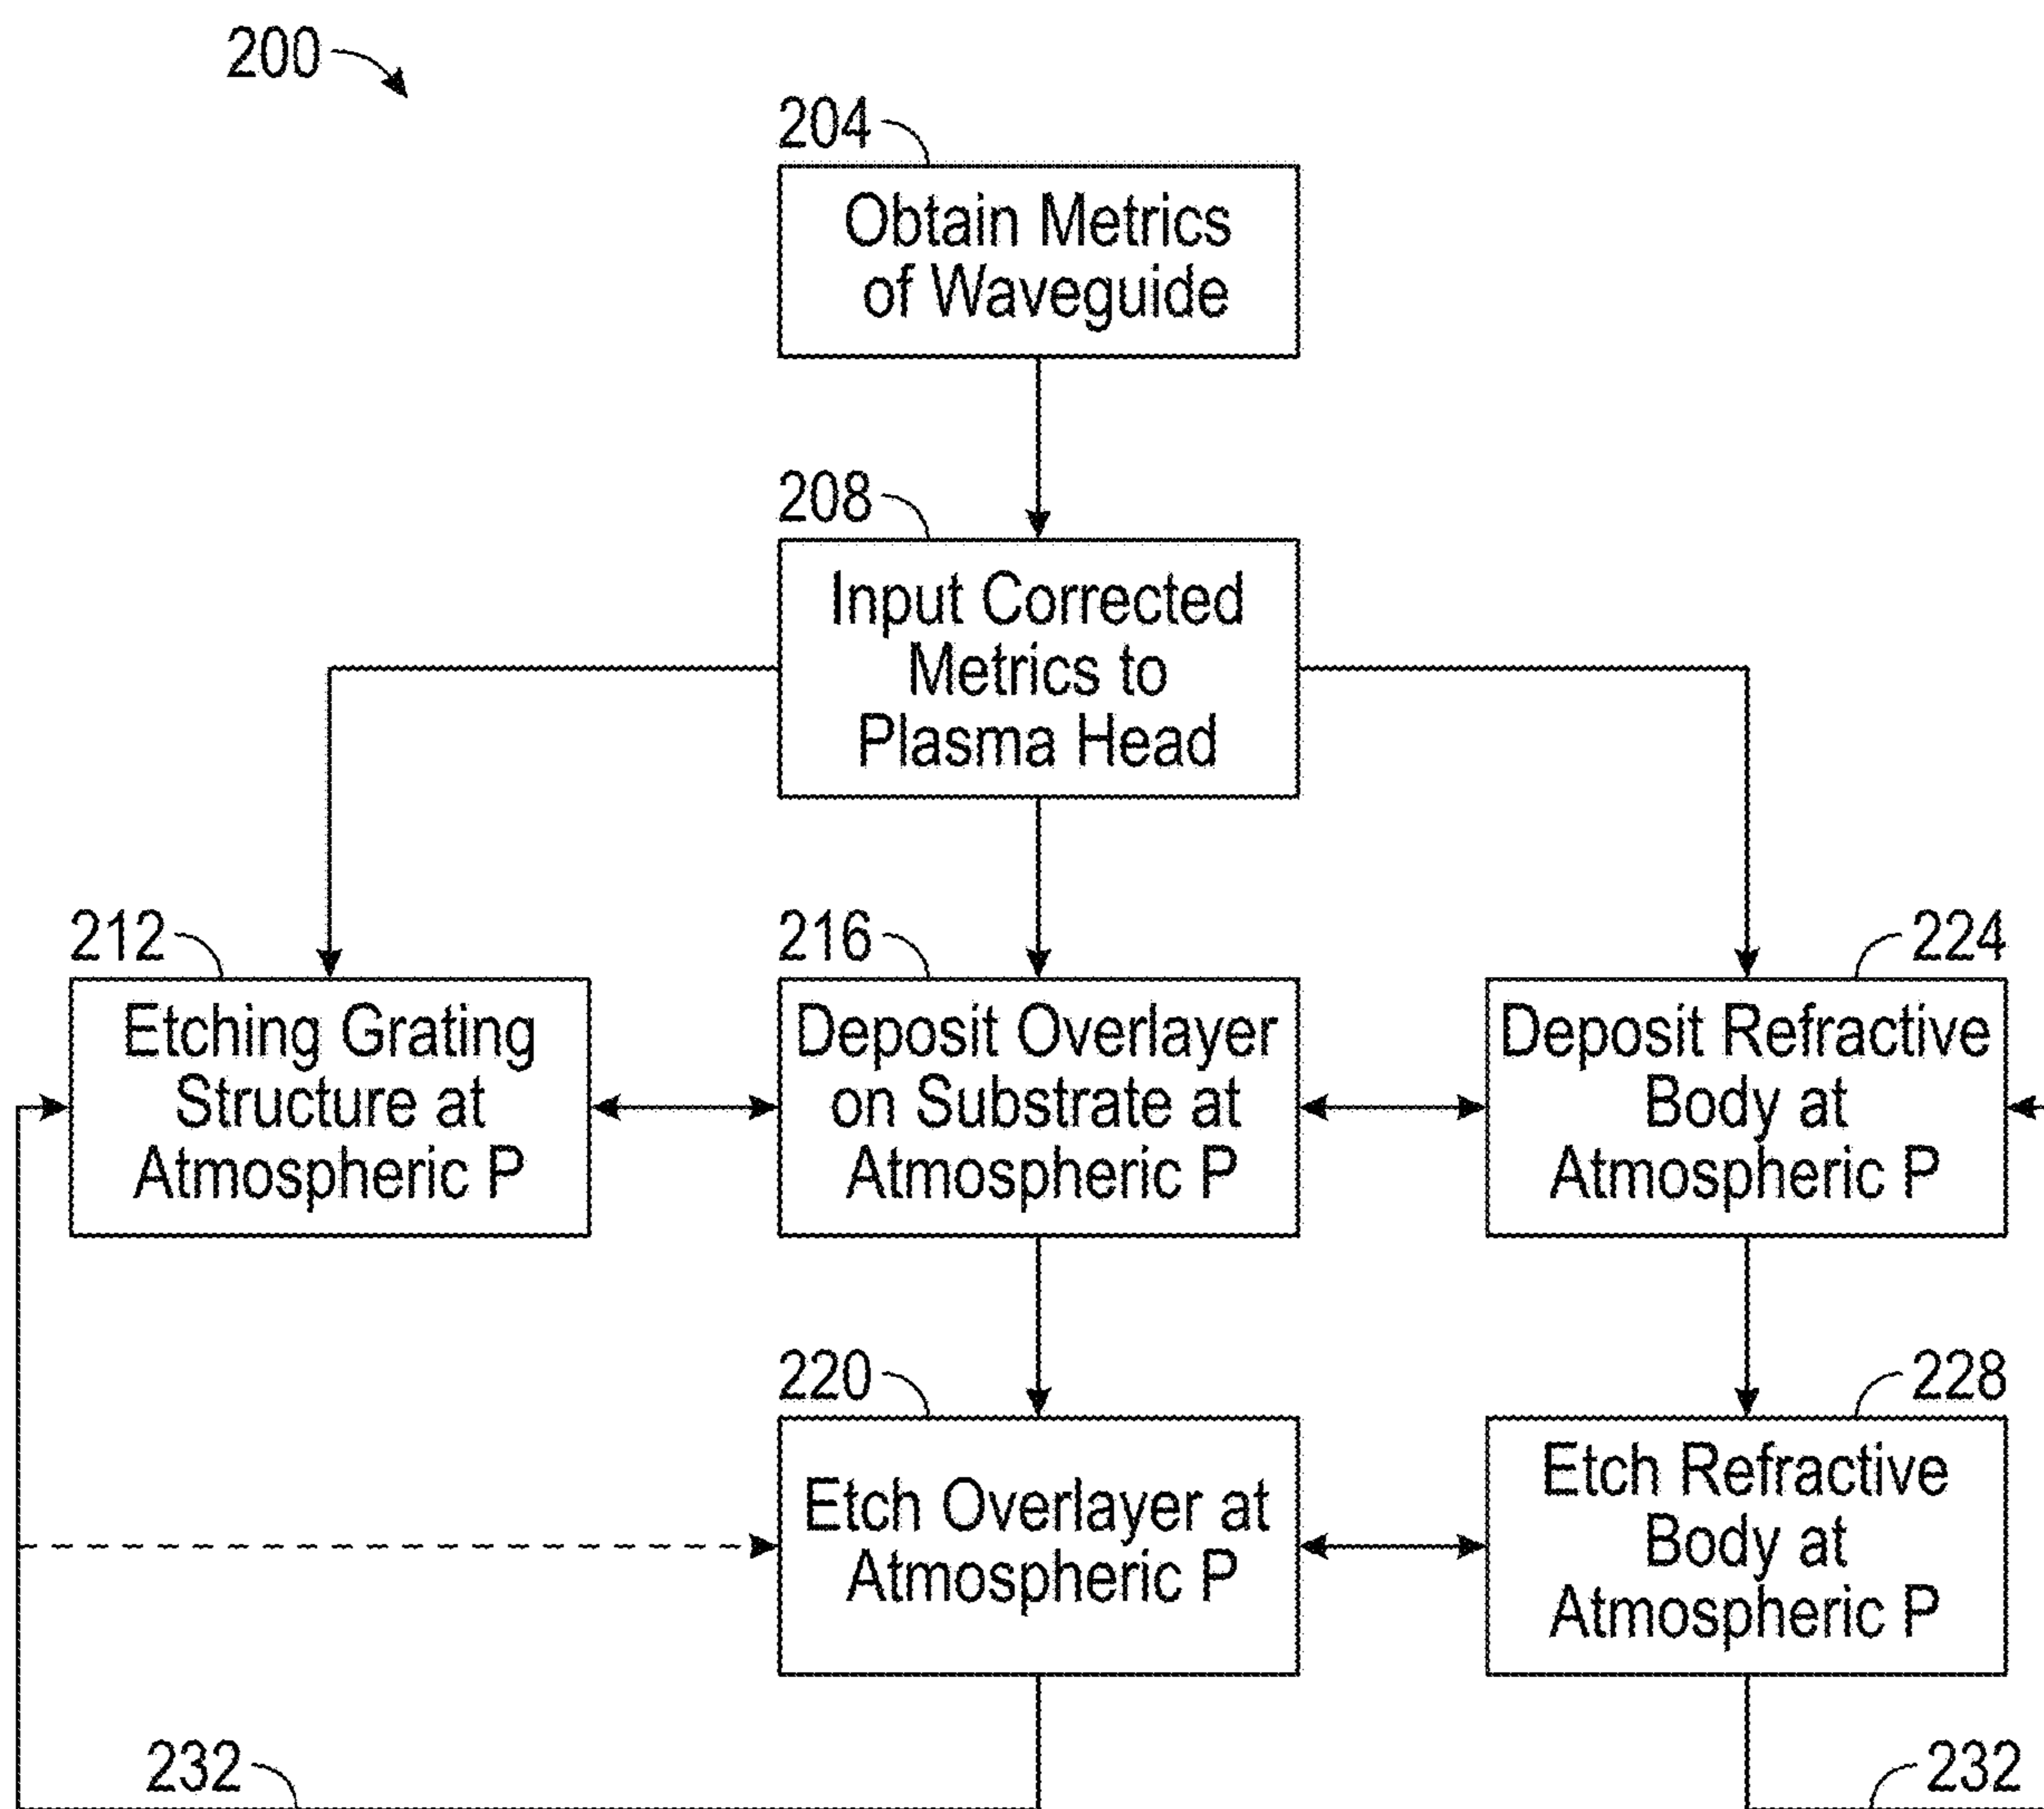 200
204
Obtain Metrics
of Waveguide
208
Input Corrected
Metrics to
Plasma Head
212
Etching Grating
Structure at
Atmospheric P
216
Deposit Overlayer
on Substrate at
Atmospheric P
224
Deposit Refractive
Body at
Atmospheric P
220
Etch Overlayer at
Atmospheric P
228
Etch Refractive
Body at
Atmospheric P
232
232